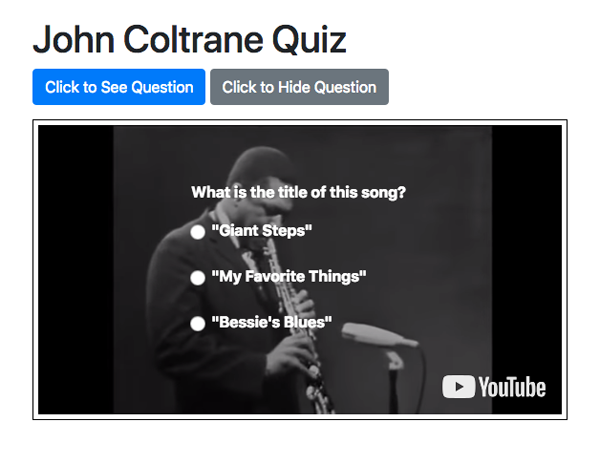 John Coltrane Quiz
Click to See Question Click to Hide Question
What is the title of this song?
"Giant Steps"
"My Favorite Things"
"Bessie's Blues"
YouTube